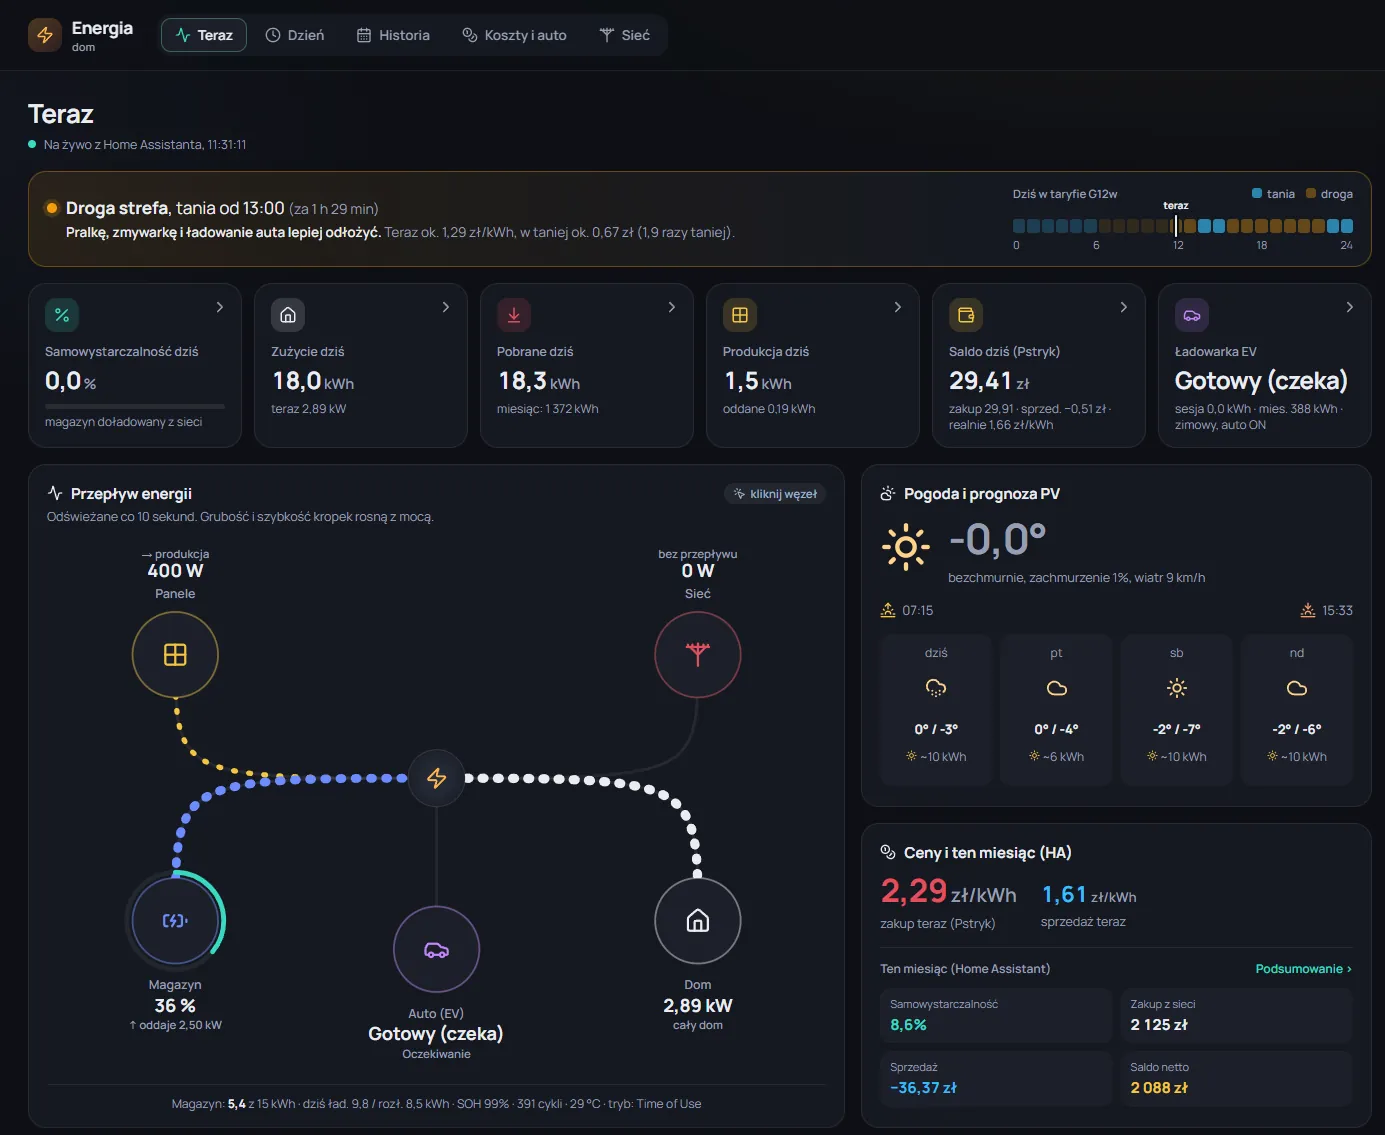 Energia
dom
Teraz
Dzień
Historia
Koszty i auto
Sieć
Teraz
Na żywo z Home Assistanta, 11:31:11
Droga strefa, tania od 13:00 (za 1 h 29 min)
Pralkę, zmywarkę i ładowanie auta lepiej odłożyć. Teraz ok. 1,29 zł/kWh, w taniej ok. 0,67 zł (1,9 razy taniej).
Dziś w taryfie G12w
tania
droga
teraz
0 6 12 18 24
Samowystarczalność dziś
0,0 %
magazyn doładowany z sieci
Zużycie dziś
18,0 kWh
teraz 2,89 kW
Pobrane dziś
18,3 kWh
miesiąc: 1 372 kWh
Produkcja dziś
1,5 kWh
oddane 0,19 kWh
Saldo dziś (Pstryk)
29,41 zł
zakup 29,91 · sprzed. −0,51 zł ·
realnie 1,66 zł/kWh
Ładowarka EV
Gotowy (czeka)
sesja 0,0 kWh · mies. 388 kWh ·
zimowy, auto ON
Przepływ energii
kliknij węzeł
Odświeżane co 10 sekund. Grubość i szybkość kropek rosną z mocą.
→ produkcja
400 W
Panele
bez przepływu
0 W
Sieć
Magazyn
36 %
↑ oddaje 2,50 kW
Auto (EV)
Gotowy (czeka)
Oczekiwanie
Dom
2,89 kW
cały dom
Magazyn: 5,4 z 15 kWh · dziś ład. 9,8 / rozł. 8,5 kWh · SOH 99% · 391 cykli · 29 °C · tryb: Time of Use
Pogoda i prognoza PV
-0,0°
bezchmurnie, zachmurzenie 1%, wiatr 9 km/h
07:15
15:33
dziś
0° / -3°
~10 kWh
pt
0° / -4°
~6 kWh
sb
-2° / -7°
~10 kWh
nd
-2° / -6°
~10 kWh
Ceny i ten miesiąc (HA)
2,29 zł/kWh
zakup teraz (Pstryk)
1,61 zł/kWh
sprzedaż teraz
Ten miesiąc (Home Assistant)
Podsumowanie ›
Samowystarczalność
8,6%
Zakup z sieci
2 125 zł
Sprzedaż
−36,37 zł
Saldo netto
2 088 zł